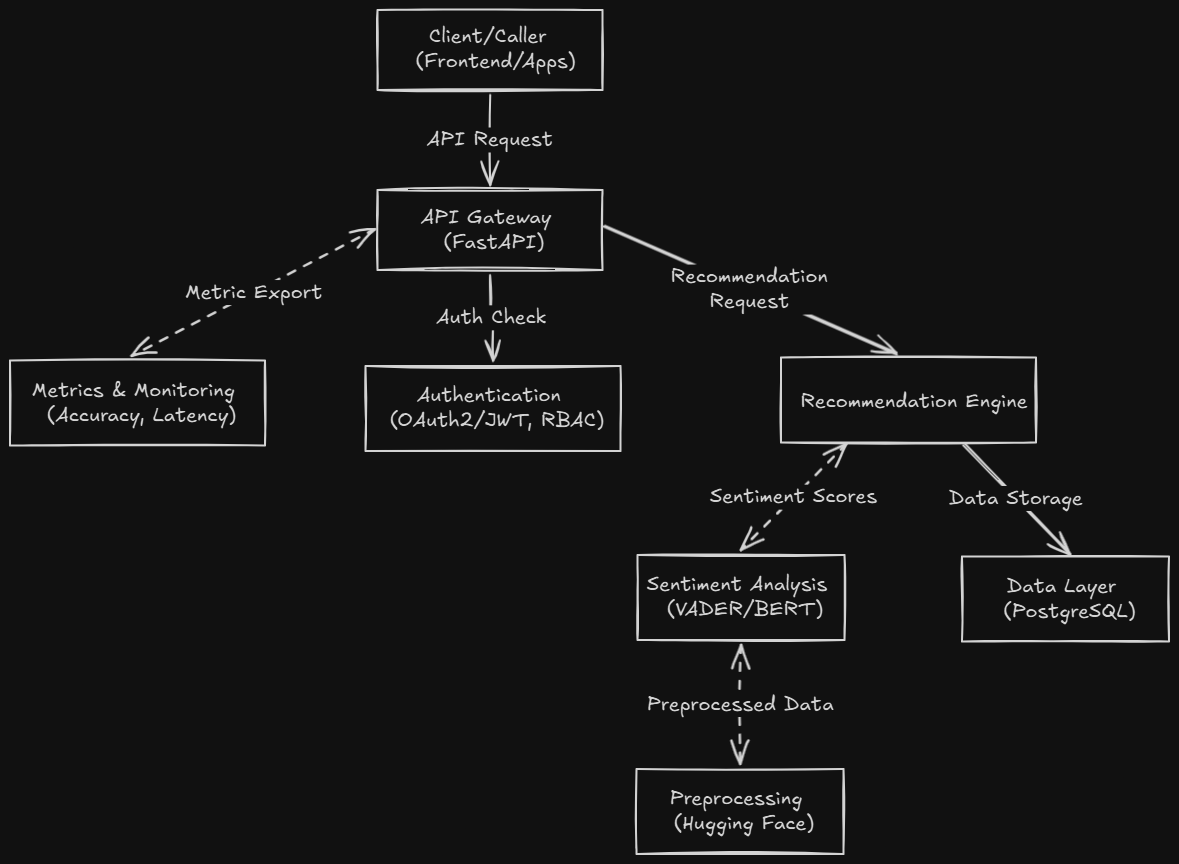 Client/Caller
(Frontend/Apps)
API Request
API Gateway
(FastAPI)
Metric Export
Auth Check
Recommendation
Request
Metrics & Monitoring
(Accuracy, Latency)
Authentication
(OAuth2/JWT, RBAC)
Recommendation Engine
Sentiment Scores
Data Storage
Sentiment Analysis
(VADER/BERT)
Data Layer
(PostgreSQL)
Preprocessed Data
Preprocessing
(Hugging Face)